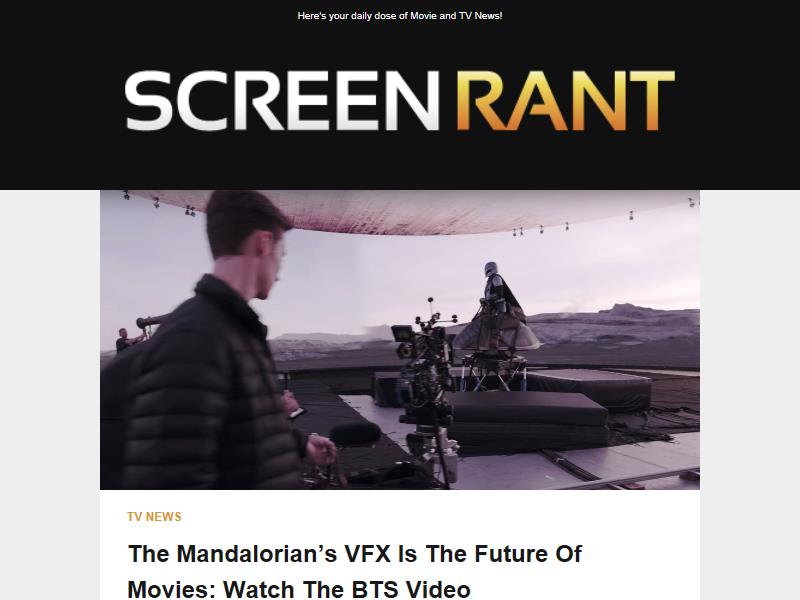 Here's your daily dose of Movie and TV News!
SCREEN RANT
TV NEWS
The Mandalorian’s VFX Is The Future Of
Movies: Watch The BTS Video